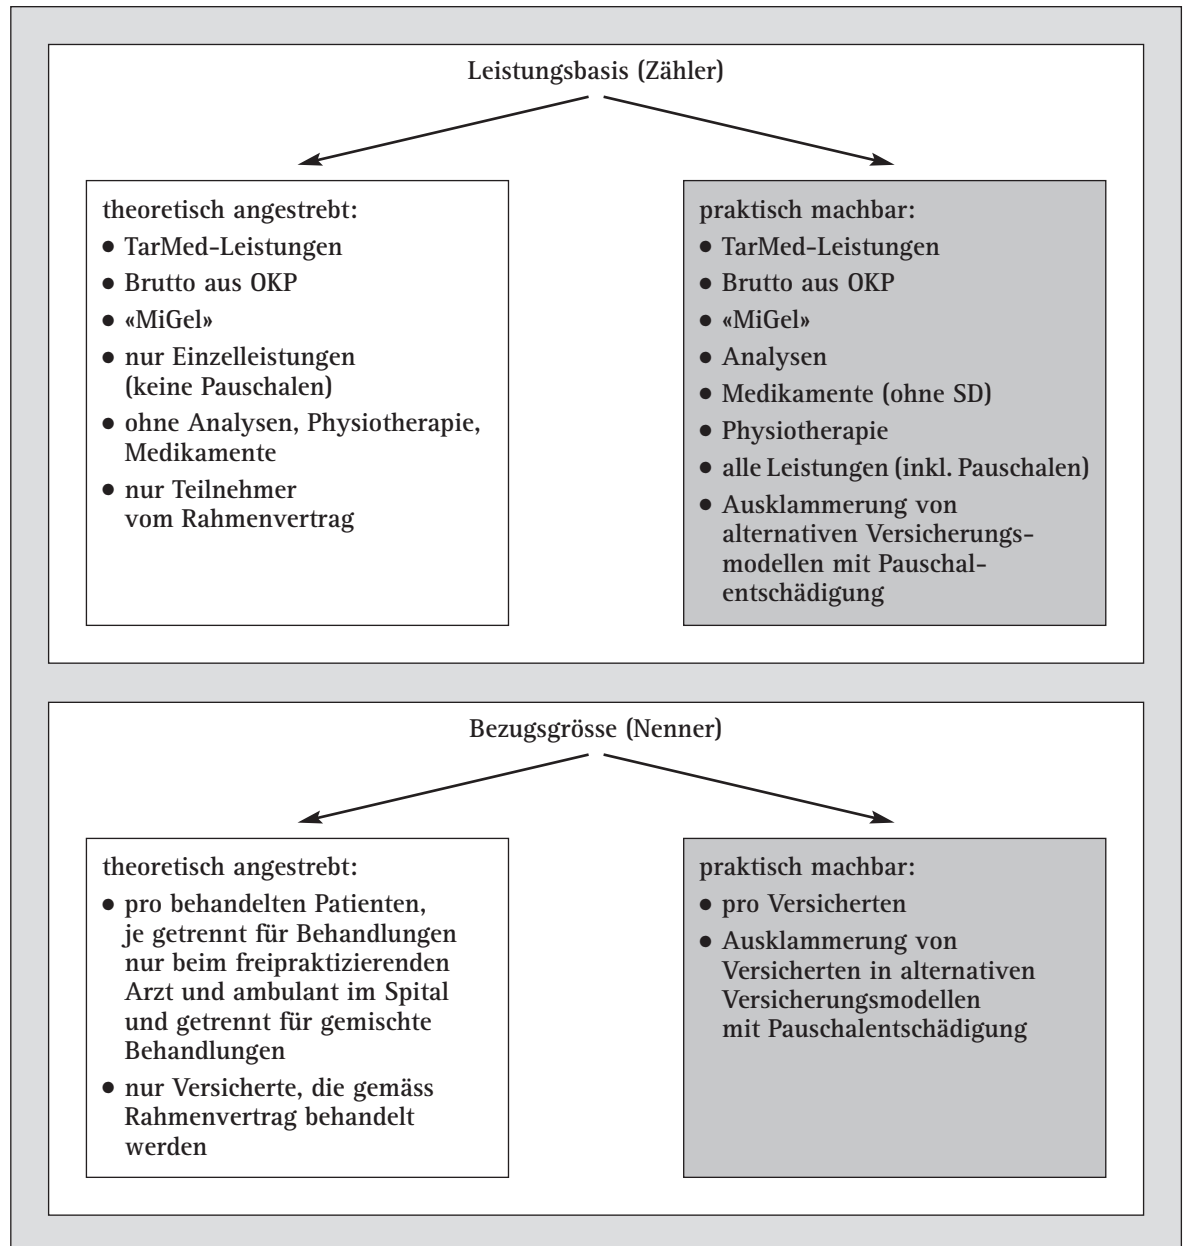 Leistungsbasis (Zähler)
theoretisch angestrebt:
• TarMed-Leistungen
• Brutto aus OKP
• «MiGel»
• nur Einzelleistungen
(keine Pauschalen)
• ohne Analysen, Physiotherapie,
Medikamente
• nur Teilnehmer
vom Rahmenvertrag
praktisch machbar:
• TarMed-Leistungen
• Brutto aus OKP
• «MiGel»
• Analysen
• Medikamente (ohne SD)
• Physiotherapie
• alle Leistungen (inkl. Pauschalen)
• Ausklammerung von
alternativen Versicherungs-
modellen mit Pauschal-
entschädigung
Bezugsgrösse (Nenner)
theoretisch angestrebt:
• pro behandelten Patienten,
je getrennt für Behandlungen
nur beim freipraktizierenden
Arzt und ambulant im Spital
und getrennt für gemischte
Behandlungen
• nur Versicherte, die gemäss
Rahmenvertrag behandelt
werden
praktisch machbar:
• pro Versicherten
• Ausklammerung von
Versicherten in alternativen
Versicherungsmodellen
mit Pauschalentschädigung